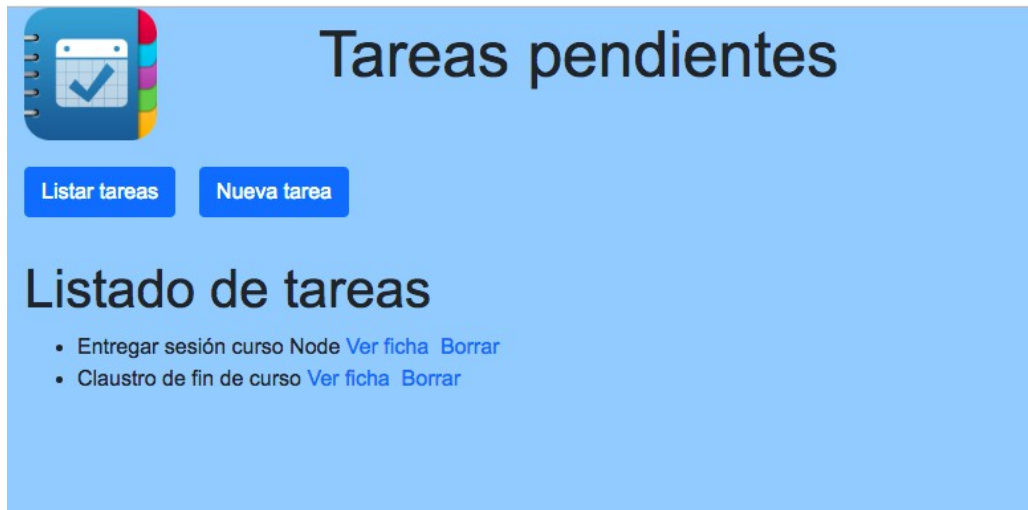 Tareas pendientes
Listar tareas Nueva tarea
Listado de tareas
Entregar sesión curso Node Ver ficha Borrar
Claustro de fin de curso Ver ficha Borrar